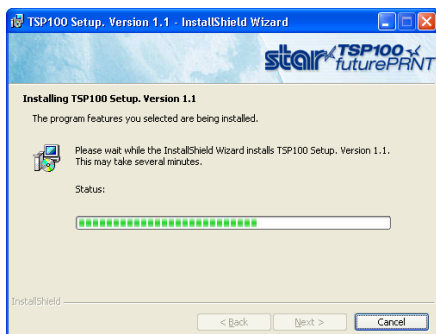 TSP100 Setup. Version 1.1 - InstallShield Wizard
star TSP100
futurePRNT
Installing TSP100 Setup. Version 1.1
The program features you selected are being installed.
Please wait while the InstallShield Wizard installs TSP100 Setup. Version 1.1.
This may take several minutes.
Status:
InstallShield
< Back Next > Cancel